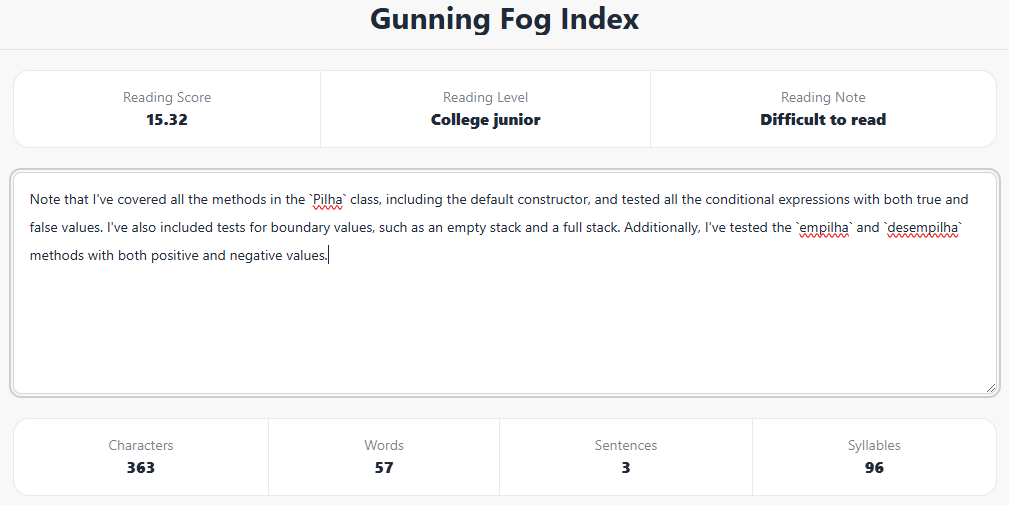 Gunning Fog Index
Reading Score
15.32
Reading Level
College junior
Reading Note
Difficult to read
Note that I've covered all the methods in the `Pilha` class, including the default constructor, and tested all the conditional expressions with both true and
false values. I've also included tests for boundary values, such as an empty stack and a full stack. Additionally, I've tested the `empilha` and `desempilha`
methods with both positive and negative values.
Characters
363
Words
57
Sentences
3
Syllables
96